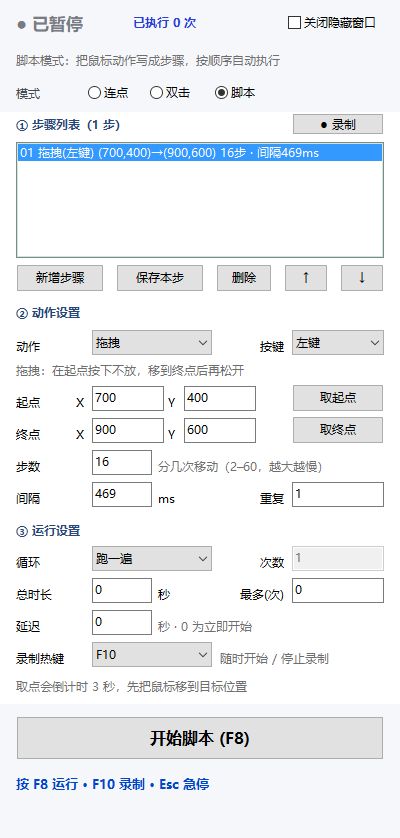 ● 已暂停 已执行 0 次 关闭隐藏窗口
脚本模式：把鼠标动作写成步骤，按顺序自动执行
模式 连点 双击 脚本
① 步骤列表（1 步） ● 录制
01 拖拽(左键) (700,400)→(900,600) 16步 · 间隔469ms
新增步骤 保存本步 删除 ↑ ↓
② 动作设置
动作 拖拽 按键 左键
拖拽：在起点按下不放，移到终点后再松开
起点 X 700 Y 400 取起点
终点 X 900 Y 600 取终点
步数 16 分几次移动（2–60，越大越慢）
间隔 469 ms 重复 1
③ 运行设置
循环 跑一遍 次数 1
总时长 0 秒 最多(次) 0
延迟 0 秒 · 0 为立即开始
录制热键 F10 随时开始 / 停止录制
取点会倒计时 3 秒，先把鼠标移到目标位置
开始脚本 (F8)
按 F8 运行 • F10 录制 • Esc 急停